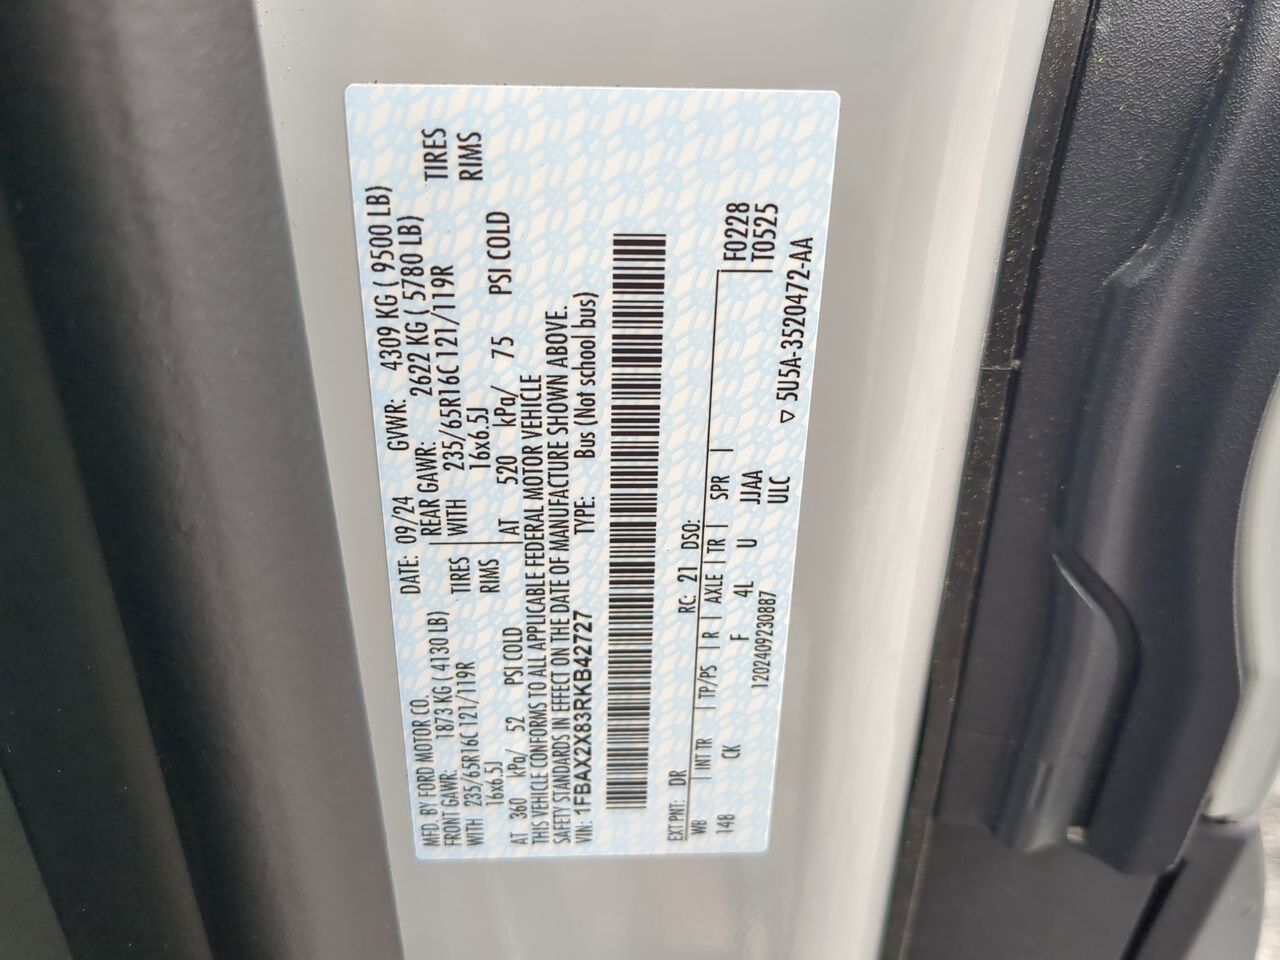 MFD. BY FORD MOTOR CO.
DATE: 09/24 GVWR: 4309 KG ( 9500 LB)
FRONT GAWR: 1873 KG ( 4130 LB)
REAR GAWR: 2622 KG ( 5780 LB)
WITH 235/65R16C 121/119R TIRES
WITH 235/65R16C 121/119R TIRES
16x6.5J RIMS
16x6.5J RIMS
AT 360 kPa/ 52 PSI COLD
AT 520 kPa/ 75 PSI COLD
THIS VEHICLE CONFORMS TO ALL APPLICABLE FEDERAL MOTOR VEHICLE
SAFETY STANDARDS IN EFFECT ON THE DATE OF MANUFACTURE SHOWN ABOVE.
VIN: 1FBAX2X83RKB42727 TYPE: Bus (Not school bus)
EXT PNT: DR RC: 21 DSO:
WB INT TR TP/PS R AXLE TR SPR F0228
148 CK F 4L U JJAA T0525
1202409230887 ULC
▽ 5U5A-3520472-AA